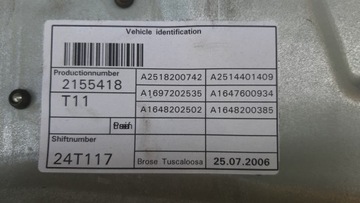 Vehicle identification
Productionnumber
2155418
T11
A2518200742 A2514401409
A1697202535 A1647600934
A1648202502 A1648200385
Shiftnumber
24T117
Brose Tuscaloosa 25.07.2006